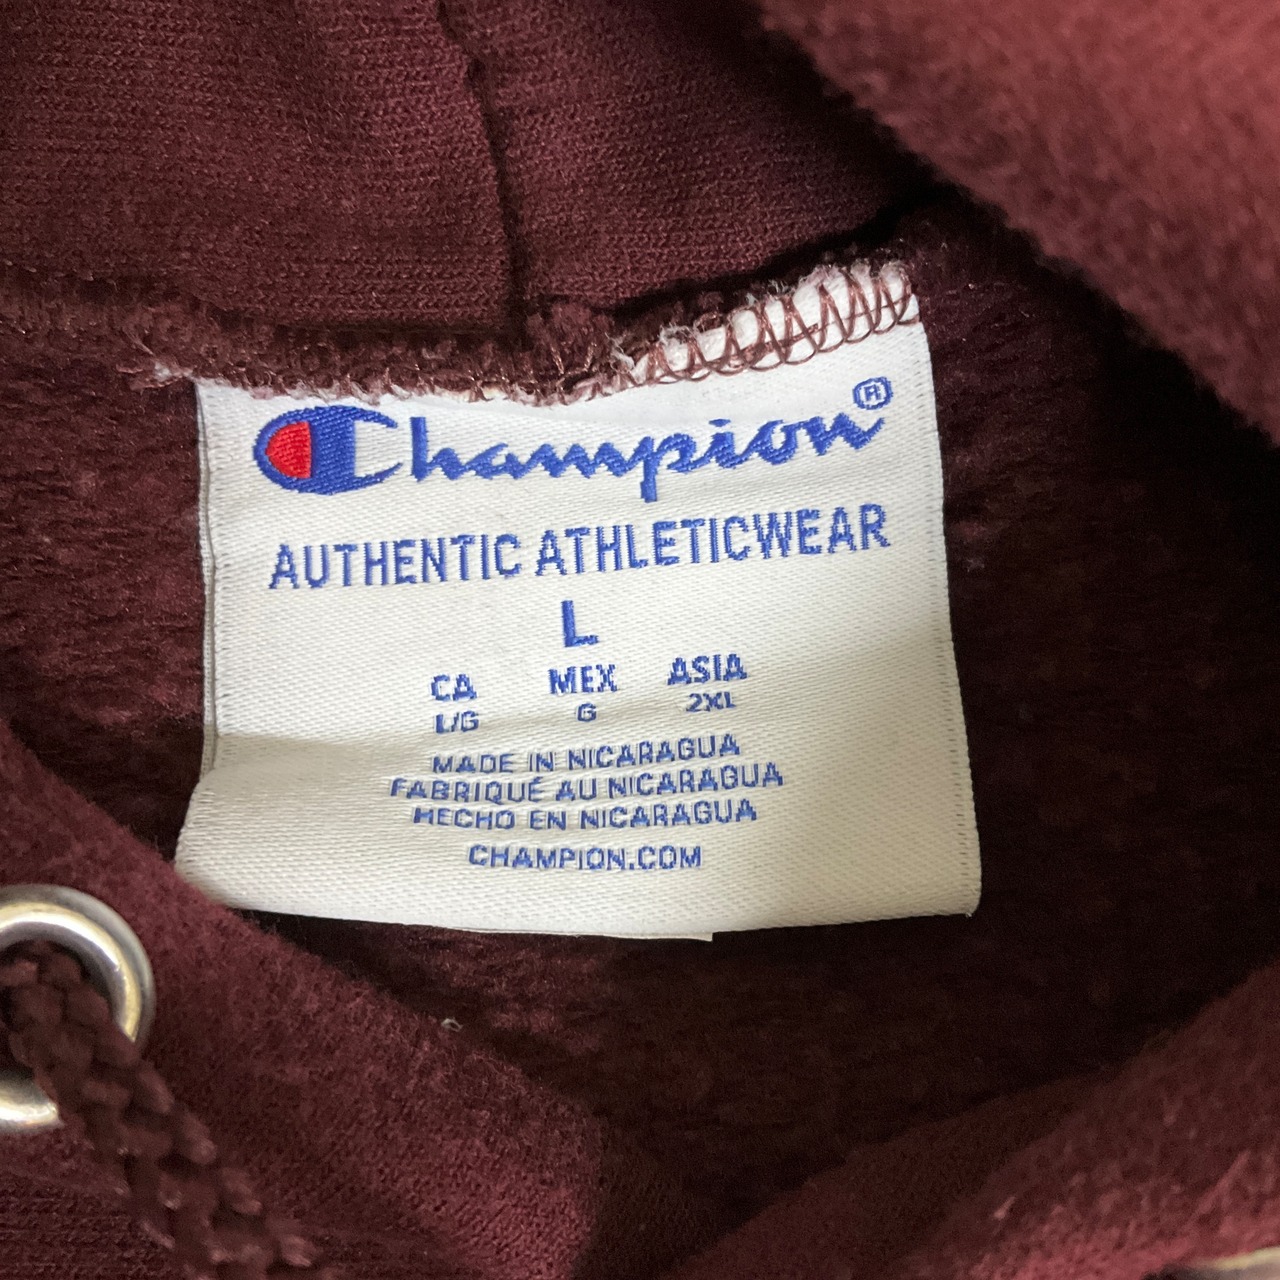 Champion®
AUTHENTIC ATHLETICWEAR
L
CA MEX ASIA
L/G G 2XL
MADE IN NICARAGUA
FABRIQUÉ AU NICARAGUA
HECHO EN NICARAGUA
CHAMPION.COM